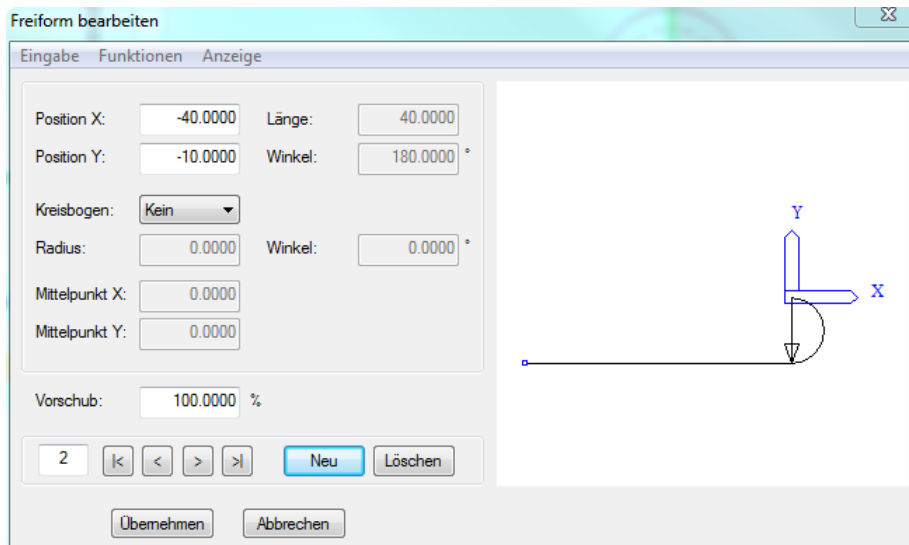 Freiform bearbeiten
Eingabe Funktionen Anzeige
Position X: -40.0000 Länge: 40.0000
Position Y: -10.0000 Winkel: 180.0000 °
Kreisbogen: Kein
Radius: 0.0000 Winkel: 0.0000 °
Mittelpunkt X: 0.0000
Mittelpunkt Y: 0.0000
Vorschub: 100.0000 %
2 |< < > >| Neu Löschen
Übernehmen Abbrechen
Y
X